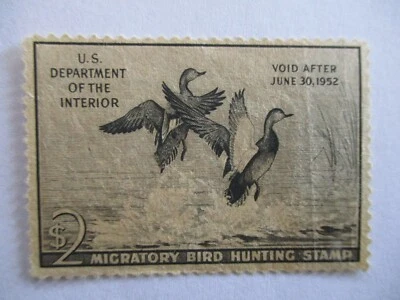 U.S.
DEPARTMENT
OF THE
INTERIOR
VOID AFTER
JUNE 30, 1952
$2
MIGRATORY BIRD HUNTING STAMP